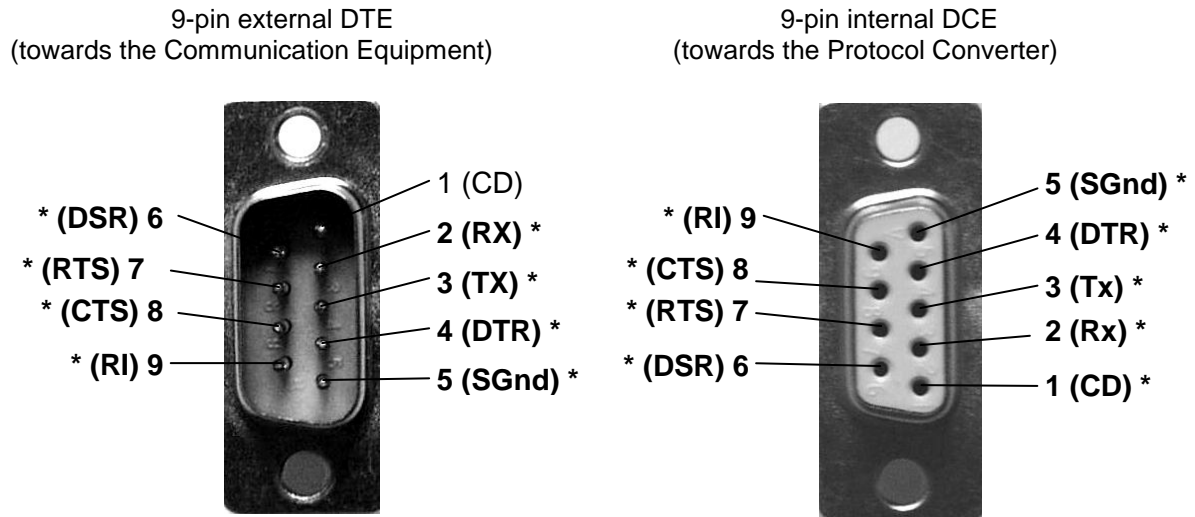 9-pin external DTE
(towards the Communication Equipment)
1 (CD)
* (DSR) 6
2 (RX) *
* (RTS) 7
3 (TX) *
* (CTS) 8
4 (DTR) *
* (RI) 9
5 (SGnd) *
9-pin internal DCE
(towards the Protocol Converter)
5 (SGnd) *
* (RI) 9
4 (DTR) *
* (CTS) 8
3 (Tx) *
* (RTS) 7
2 (Rx) *
* (DSR) 6
1 (CD) *